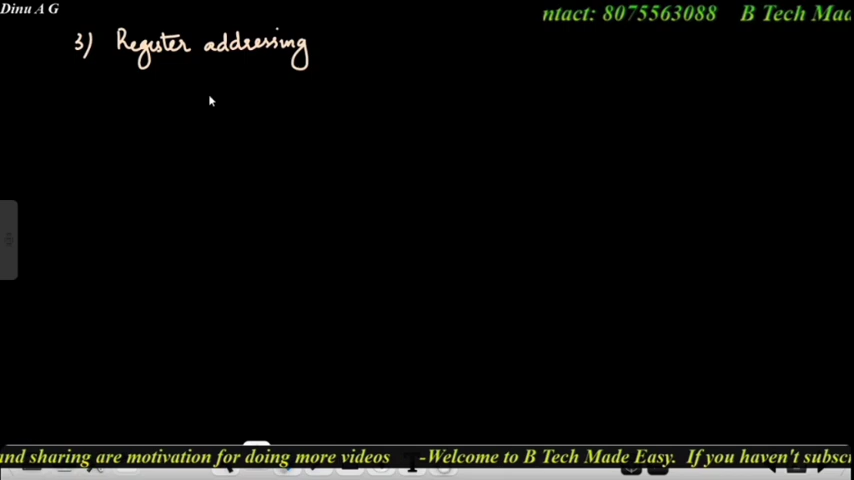 Dinu A G
ntact: 8075563088 B Tech Mad
3) Register addressing
and sharing are motivation for doing more videos -Welcome to B Tech Made Easy. If you haven't subsc